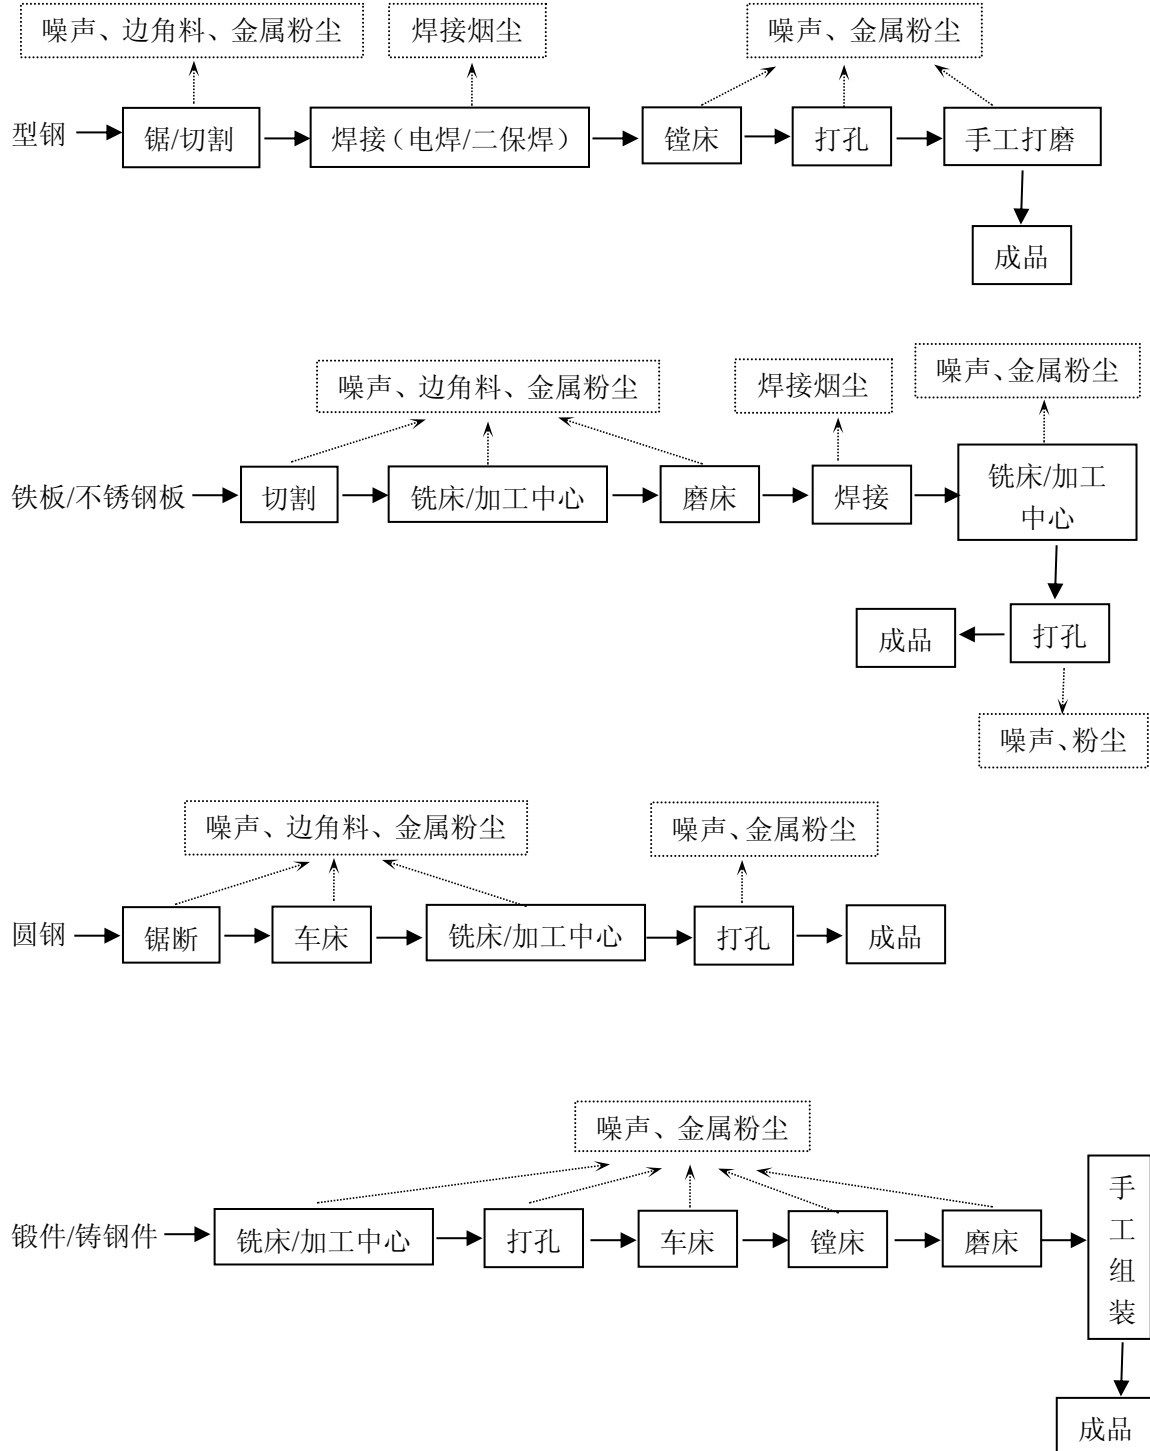 噪声、边角料、金属粉尘
焊接烟尘
噪声、金属粉尘
型钢
锯/切割
焊接（电焊/二保焊）
镗床
打孔
手工打磨
成品
噪声、边角料、金属粉尘
焊接烟尘
噪声、金属粉尘
铁板/不锈钢板
切割
铣床/加工中心
磨床
焊接
铣床/加工
中心
成品
打孔
噪声、粉尘
噪声、边角料、金属粉尘
噪声、金属粉尘
圆钢
锯断
车床
铣床/加工中心
打孔
成品
噪声、金属粉尘
锻件/铸钢件
铣床/加工中心
打孔
车床
镗床
磨床
手
工
组
装
成品